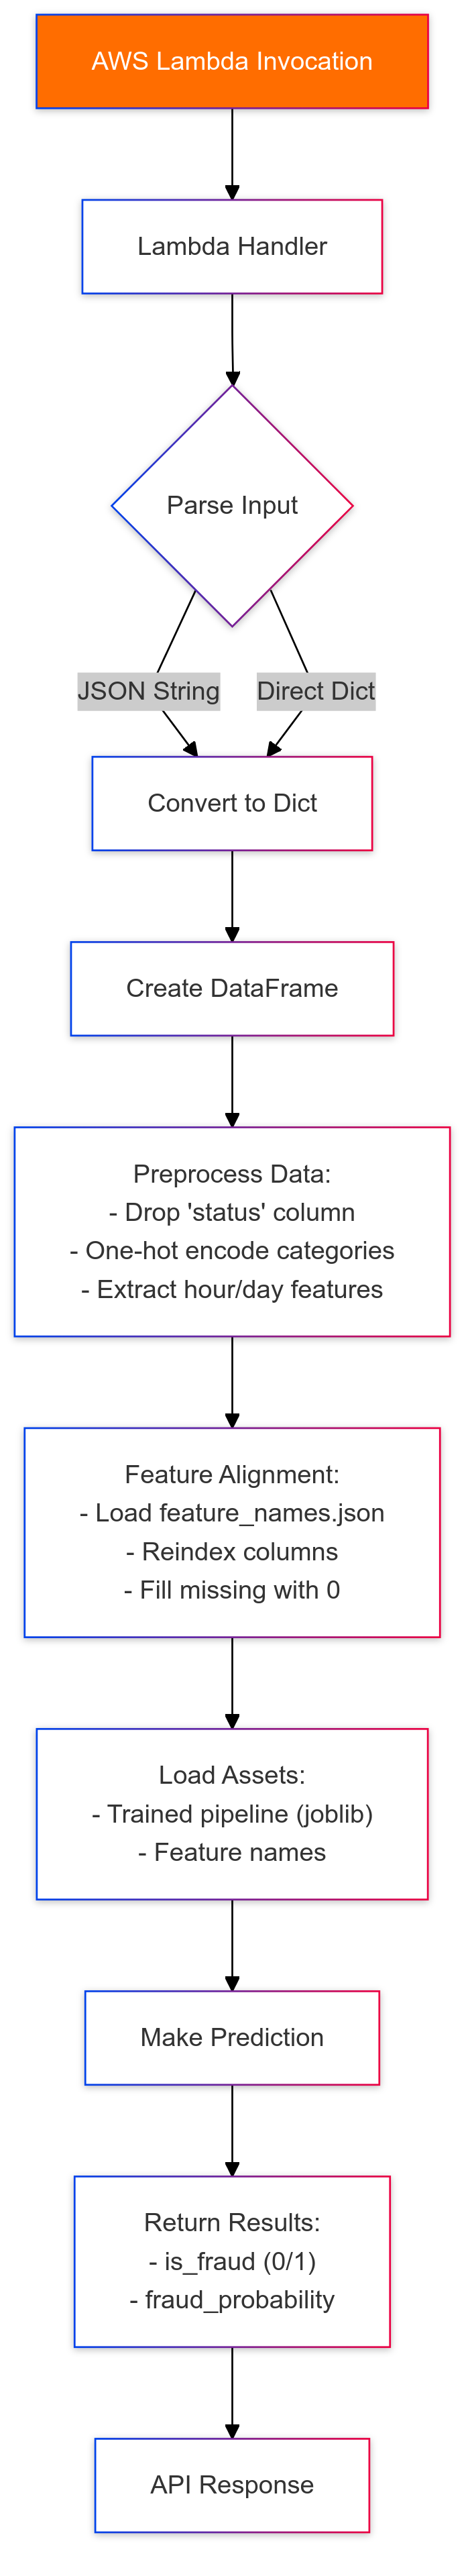 AWS Lambda Invocation
Lambda Handler
Parse Input
JSON String
Direct Dict
Convert to Dict
Create DataFrame
Preprocess Data:
- Drop 'status' column
- One-hot encode categories
- Extract hour/day features
Feature Alignment:
- Load feature_names.json
- Reindex columns
- Fill missing with 0
Load Assets:
- Trained pipeline (joblib)
- Feature names
Make Prediction
Return Results:
- is_fraud (0/1)
- fraud_probability
API Response